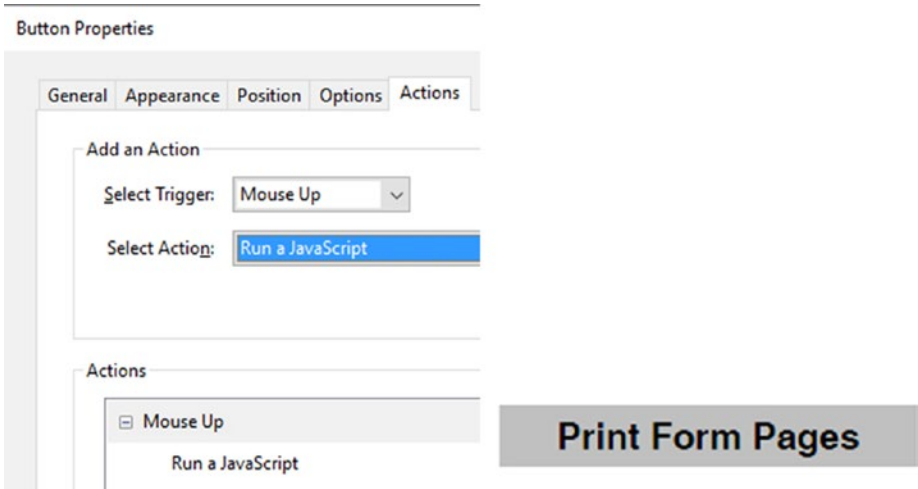 Button Properties
General Appearance Position Options Actions
Add an Action
Select Trigger: Mouse Up
Select Action: Run a JavaScript
Actions
Mouse Up
Run a JavaScript
Print Form Pages